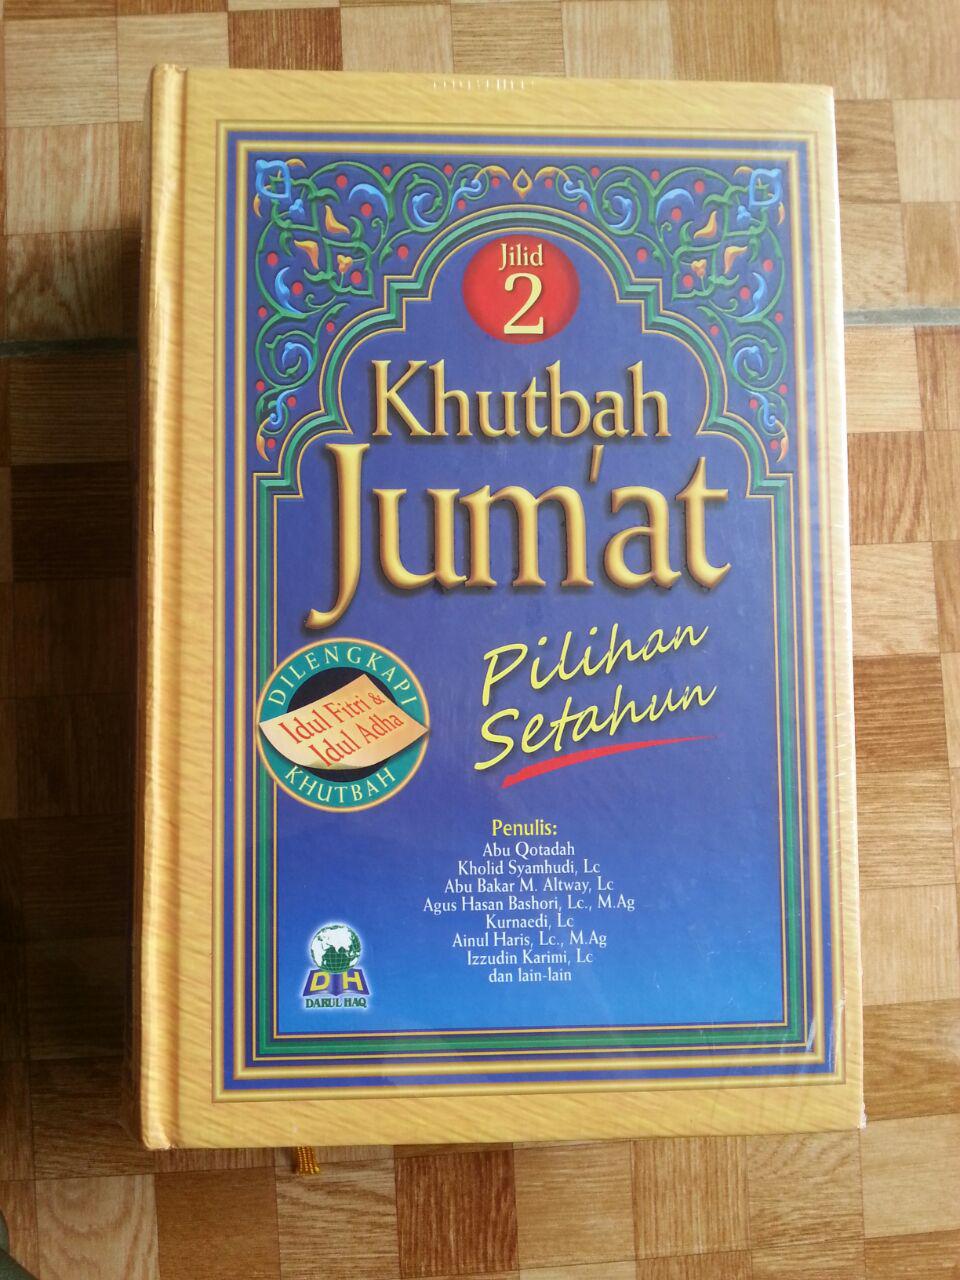 Jilid
2
Khutbah
Jum'at
Pilihan
Setahun
DILENGKAPI
Idul Fitri &
Idul Adha
KHUTBAH
Penulis:
Abu Qotadah
Kholid Syamhudi, Lc
Abu Bakar M. Altway, Lc
Agus Hasan Bashori, Lc., M.Ag
Kurnaedi, Lc
Ainul Haris, Lc., M.Ag
Izzudin Karimi, Lc
dan lain-lain
DH
DARUL HAQ